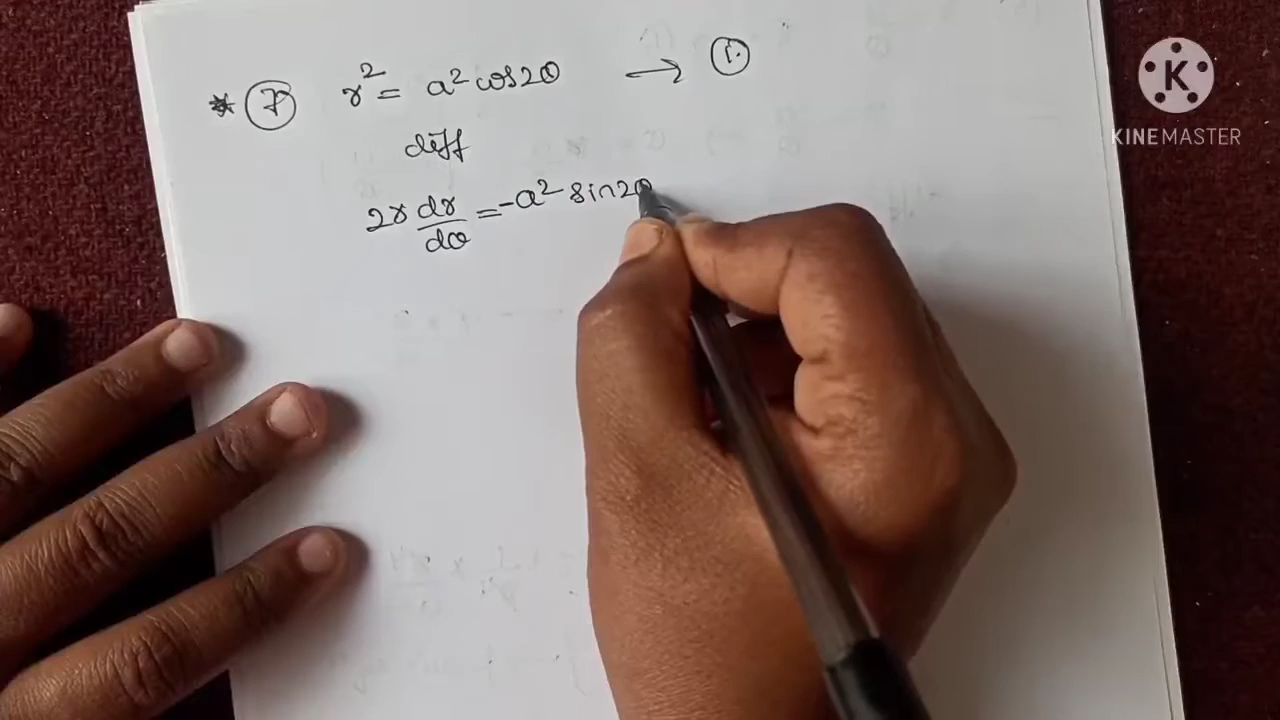 * 7 r² = a² cos2θ → 1.
diff
2r dr/dθ = -a² sin2θ
K
KINEMASTER